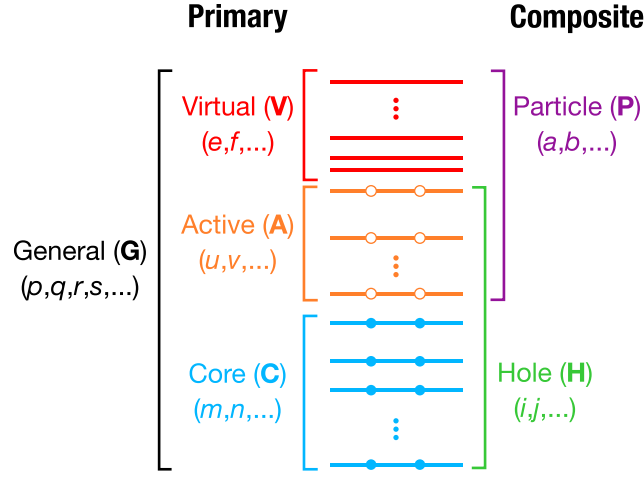 Primary
Composite
Virtual (V)
(e,f,...)
Particle (P)
(a,b,...)
Active (A)
(u,v,...)
General (G)
(p,q,r,s,...)
Core (C)
(m,n,...)
Hole (H)
(i,j,...)